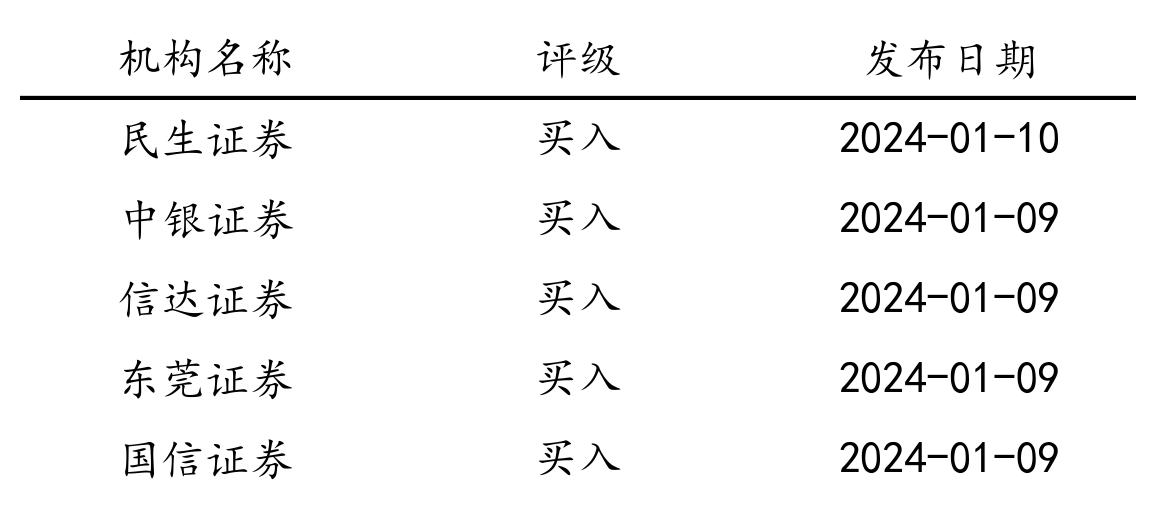 机构名称 评级 发布日期
民生证券 买入 2024-01-10
中银证券 买入 2024-01-09
信达证券 买入 2024-01-09
东莞证券 买入 2024-01-09
国信证券 买入 2024-01-09